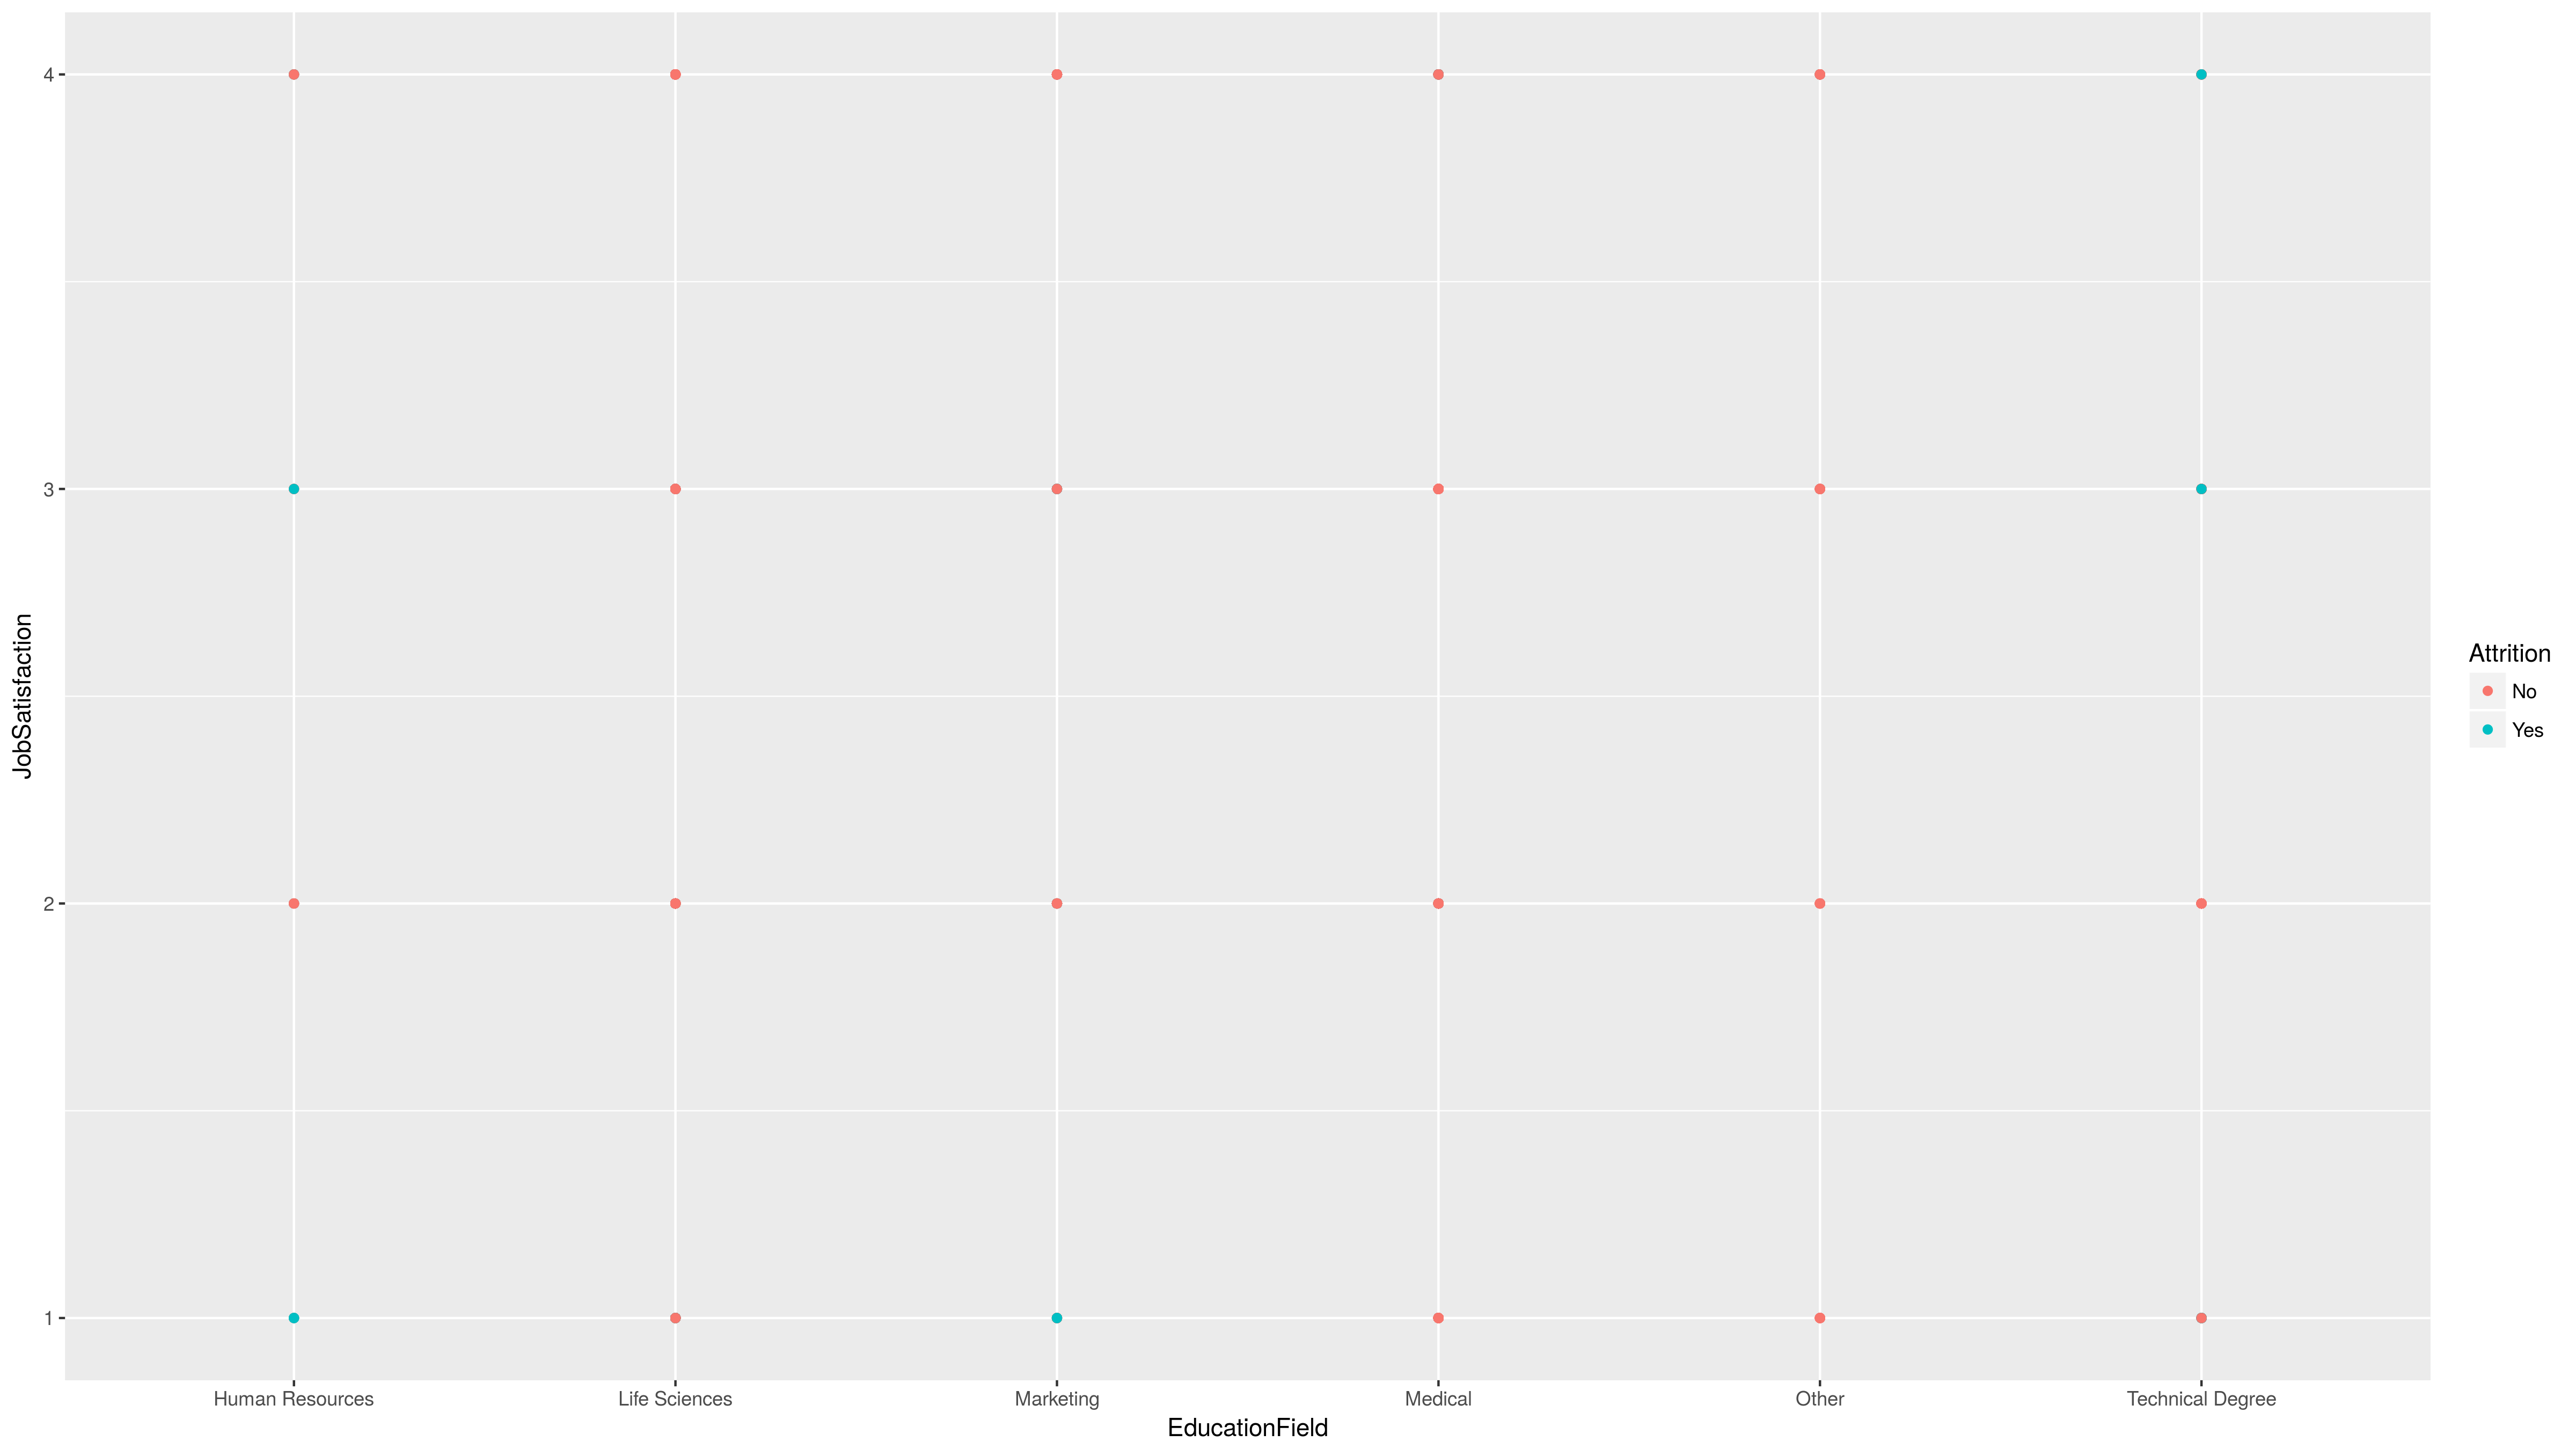 4
3
2
1
JobSatisfaction
Human Resources
Life Sciences
Marketing
Medical
Other
Technical Degree
EducationField
Attrition
No
Yes